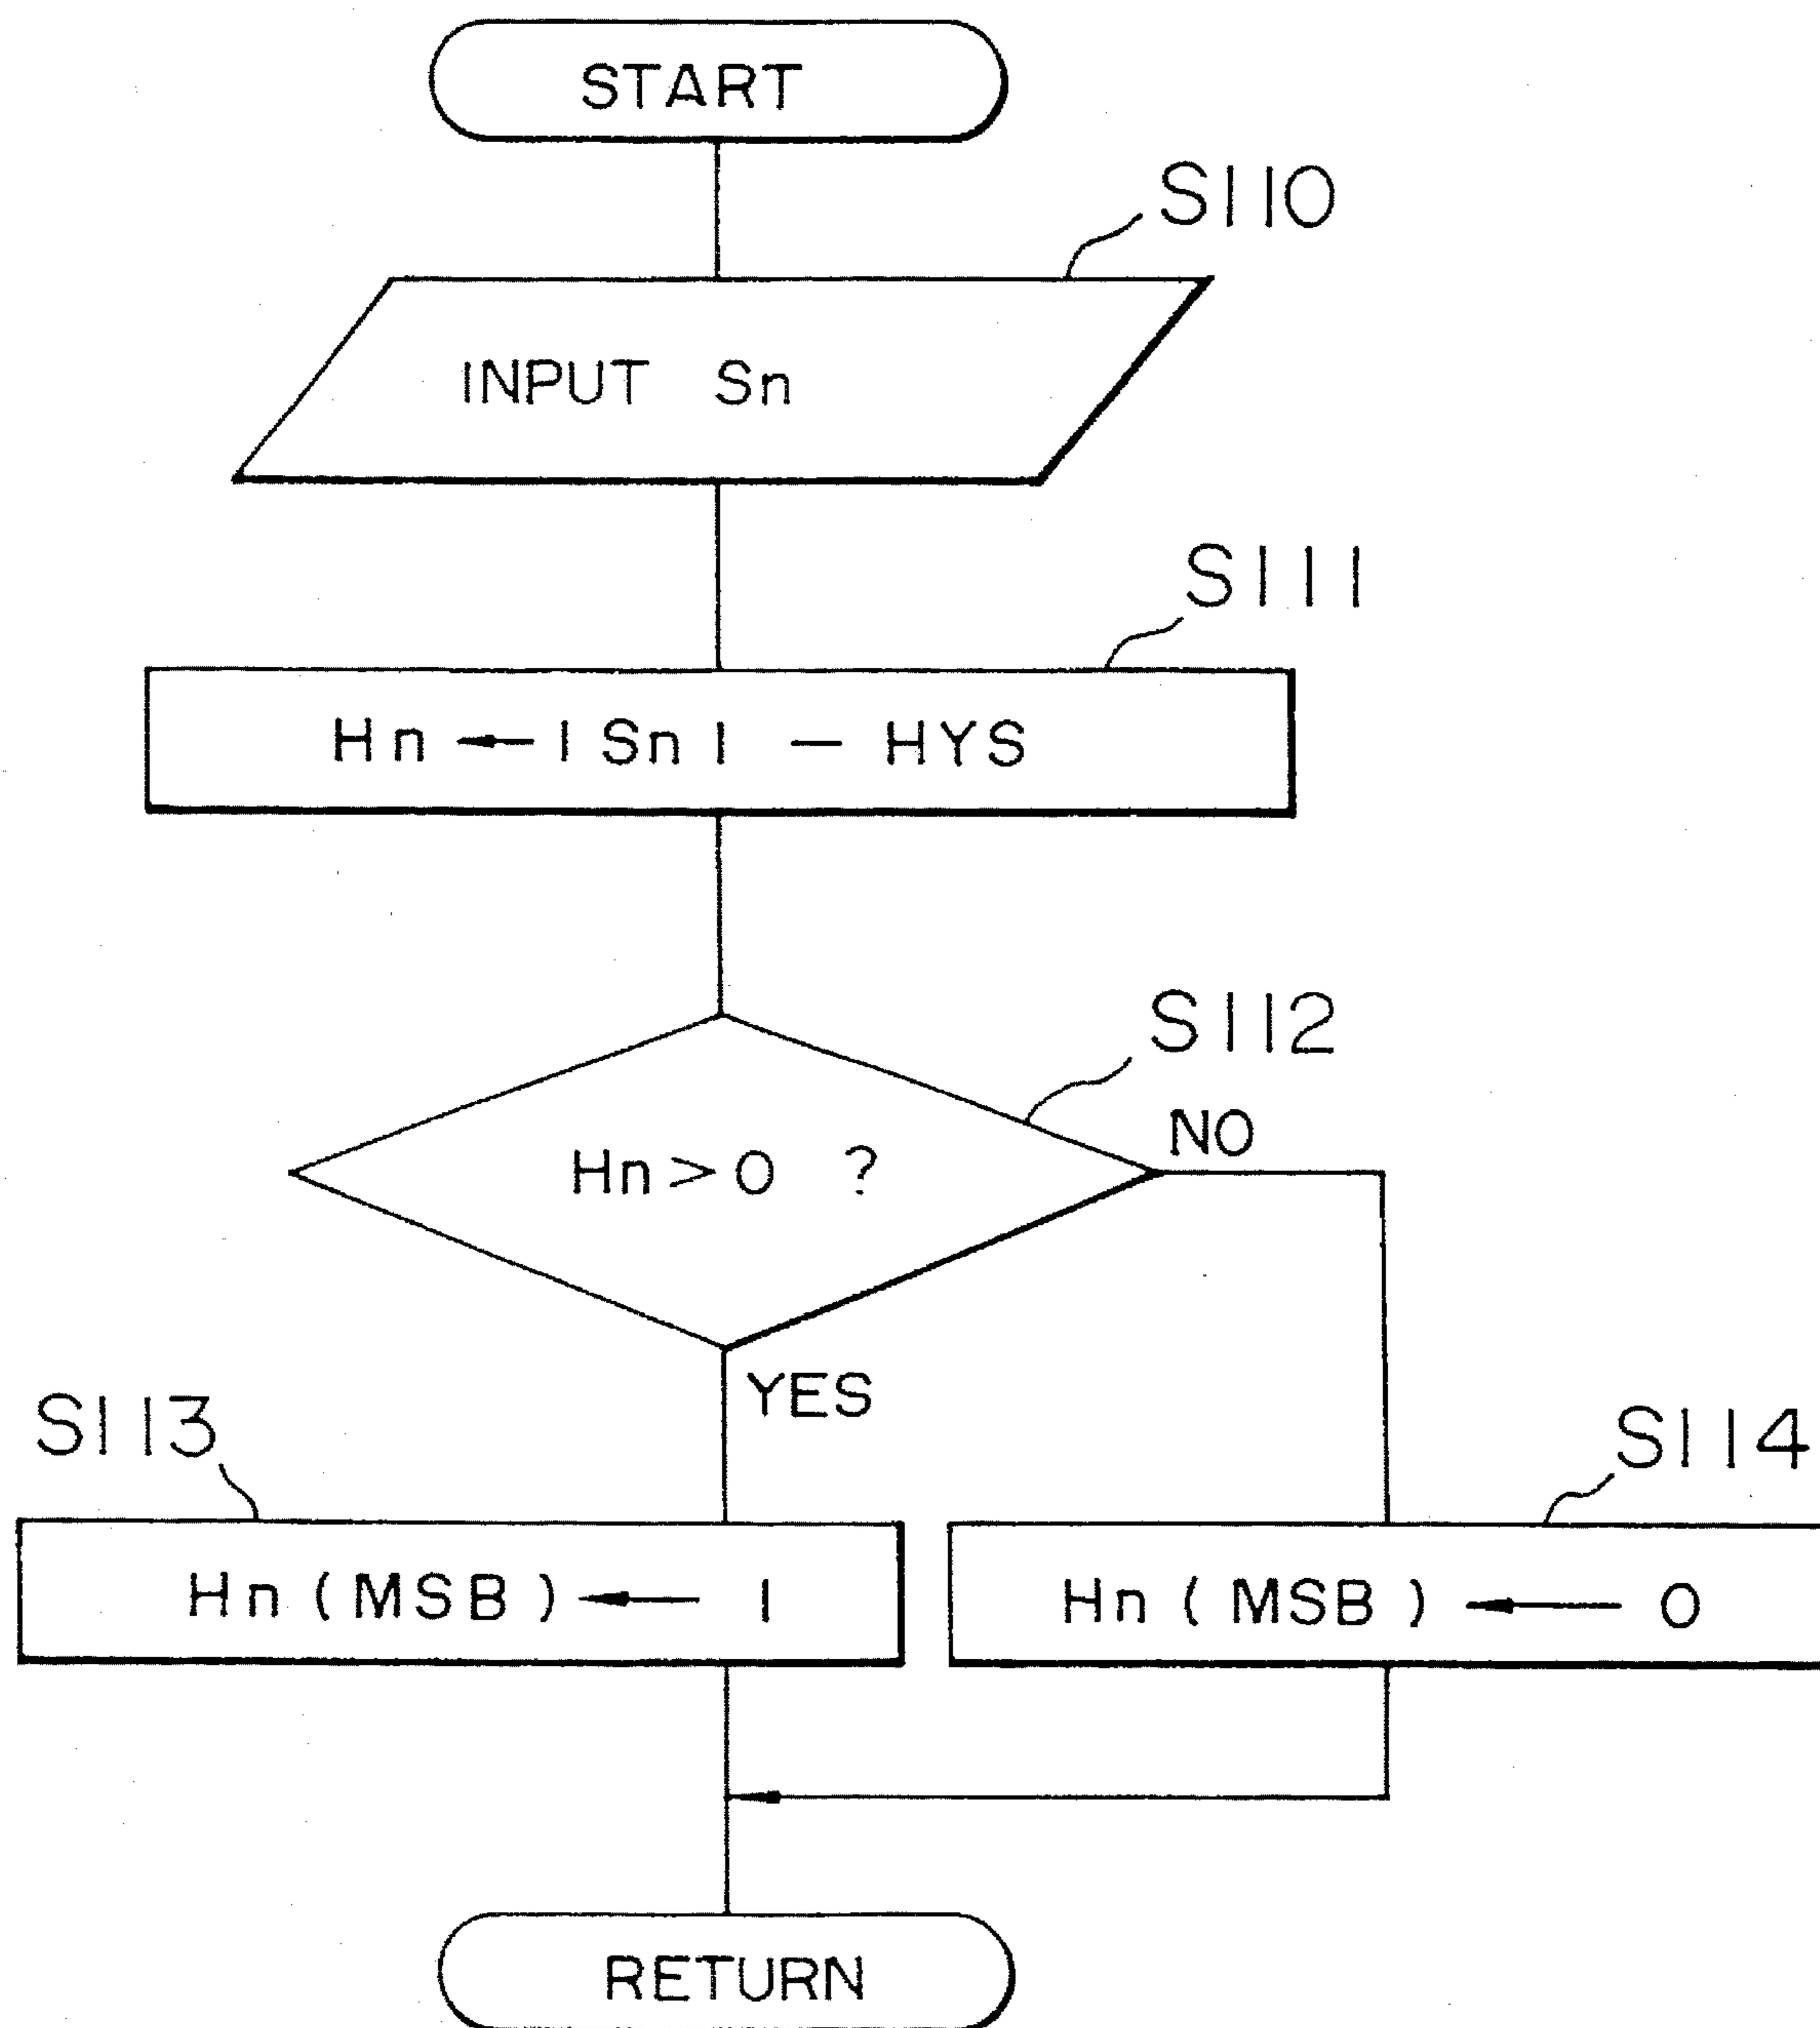 START
S110
INPUT Sn
S111
Hn ← | Sn | — HYS
S112
Hn > 0 ?
NO
YES
S113
S114
Hn ( MSB ) ← 1
Hn ( MSB ) ← 0
RETURN